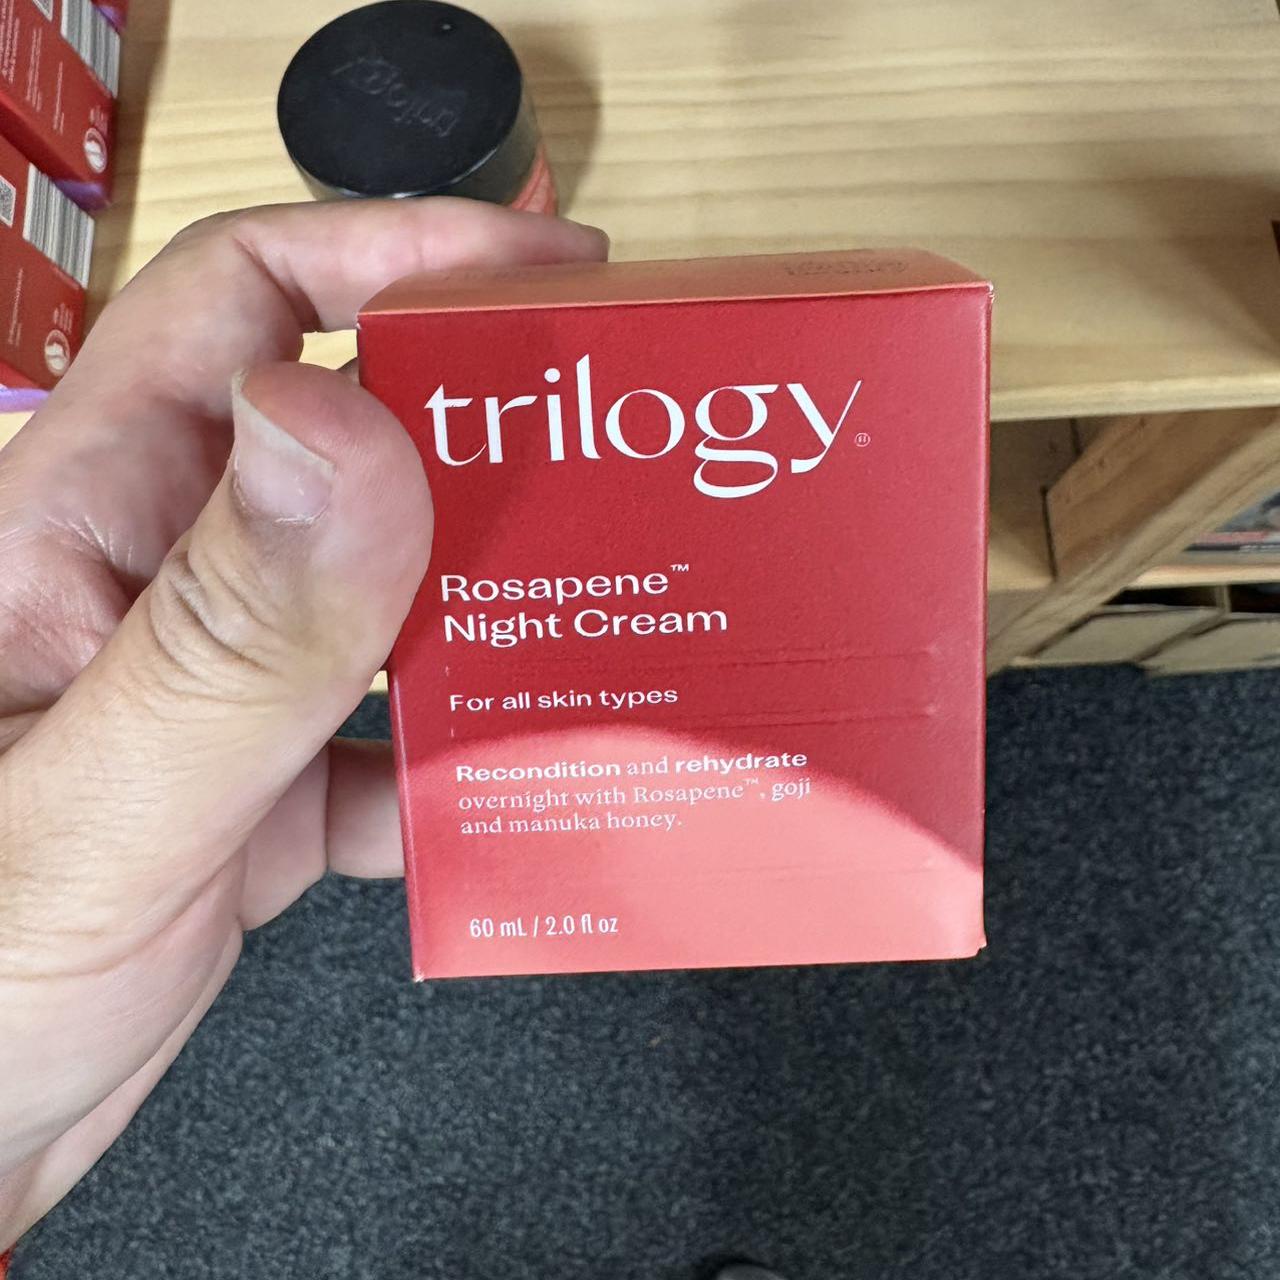 trilogy®
Rosapene™
Night Cream
For all skin types
Recondition and rehydrate
overnight with Rosapene™, goji
and manuka honey.
60 mL / 2.0 fl oz